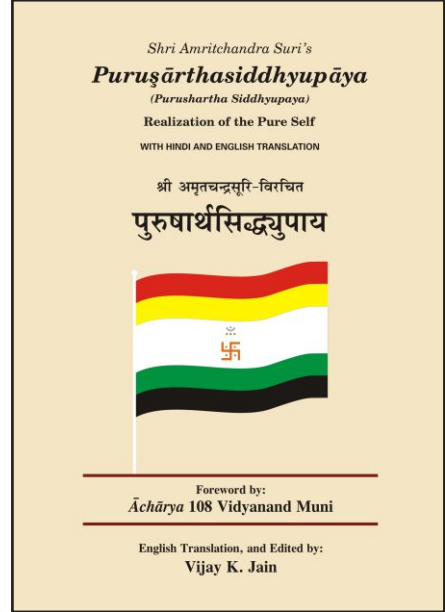 Shri Amritchandra Suri's
Puruşārthasiddhyupāya
(Purushartha Siddhyupaya)
Realization of the Pure Self
WITH HINDI AND ENGLISH TRANSLATION
श्री अमृतचन्द्रसूरि-विरचित
पुरुषार्थसिद्ध्युपाय
Foreword by:
Āchārya 108 Vidyanand Muni
English Translation, and Edited by:
Vijay K. Jain